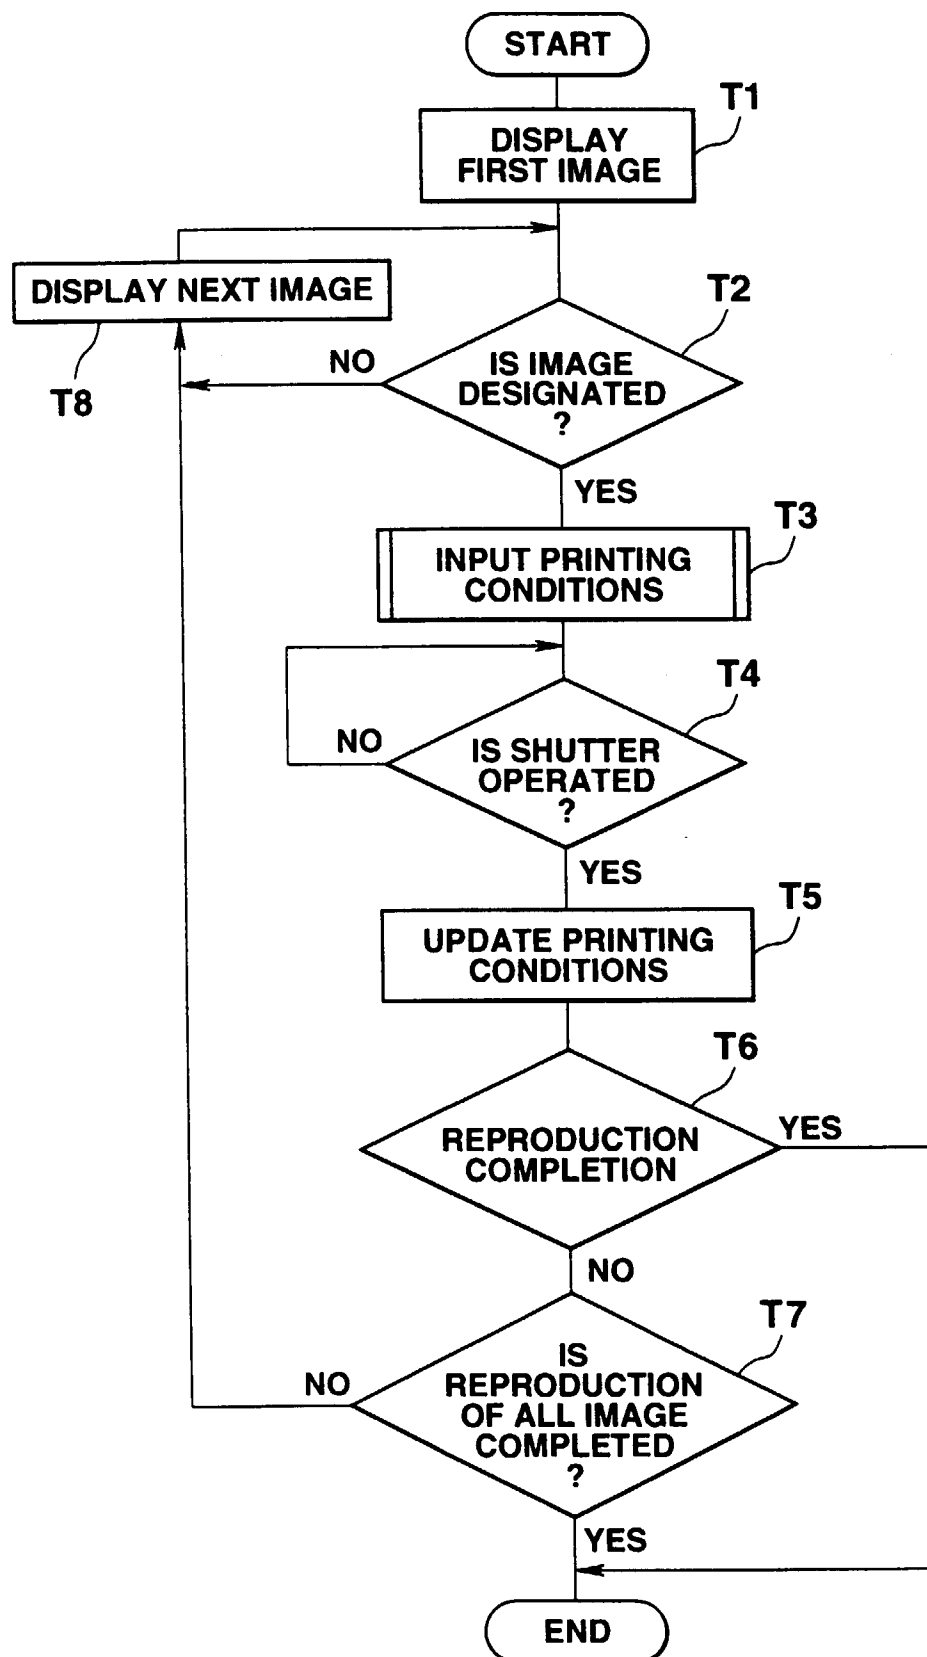 START
T1
DISPLAY
FIRST IMAGE
DISPLAY NEXT IMAGE
T8
T2
IS IMAGE
DESIGNATED
?
NO
YES
T3
INPUT PRINTING
CONDITIONS
T4
IS SHUTTER
OPERATED
?
NO
YES
T5
UPDATE PRINTING
CONDITIONS
T6
REPRODUCTION
COMPLETION
YES
NO
T7
IS
REPRODUCTION
OF ALL IMAGE
COMPLETED
?
NO
YES
END